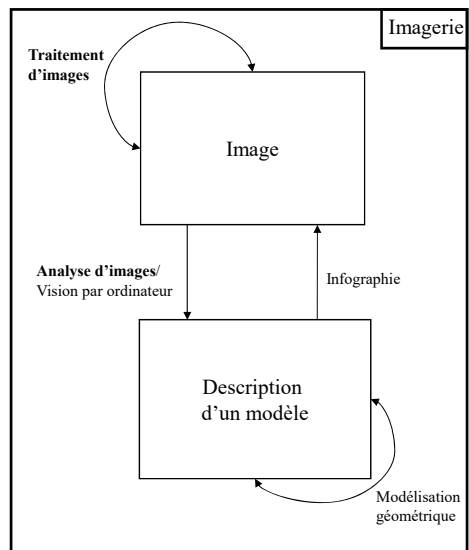 Imagerie
Traitement
d’images
Image
Analyse d’images/
Vision par ordinateur
Infographie
Description
d’un modèle
Modélisation
géométrique